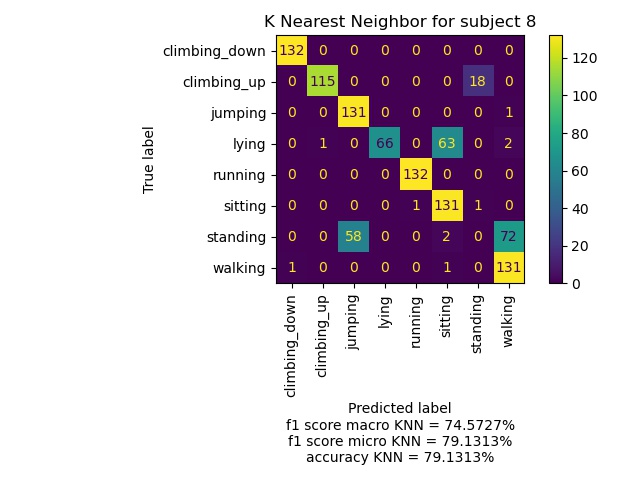 K Nearest Neighbor for subject 8
climbing_down 132 0 0 0 0 0 0 0
climbing_up 0 115 0 0 0 0 18 0
jumping 0 0 131 0 0 0 0 1
lying 0 1 0 66 0 63 0 2
running 0 0 0 0 132 0 0 0
sitting 0 0 0 0 1 131 1 0
standing 0 0 58 0 0 2 0 72
walking 1 0 0 0 0 1 0 131
True label
climbing_down
climbing_up
jumping
lying
running
sitting
standing
walking
120
100
80
60
40
20
0
Predicted label
f1 score macro KNN = 74.5727%
f1 score micro KNN = 79.1313%
accuracy KNN = 79.1313%